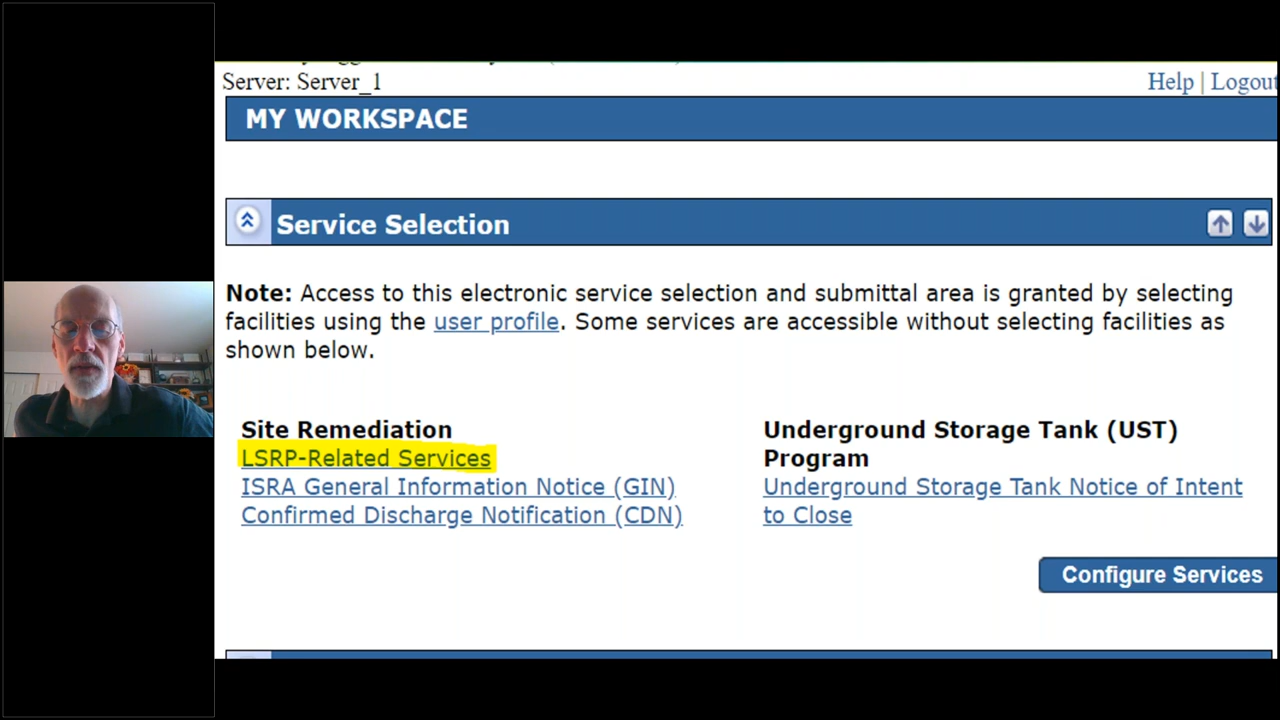 Server: Server_1
Help | Logout
MY WORKSPACE
Service Selection
Note: Access to this electronic service selection and submittal area is granted by selecting
facilities using the user profile. Some services are accessible without selecting facilities as
shown below.
Site Remediation
LSRP-Related Services
ISRA General Information Notice (GIN)
Confirmed Discharge Notification (CDN)
Underground Storage Tank (UST)
Program
Underground Storage Tank Notice of Intent
to Close
Configure Services